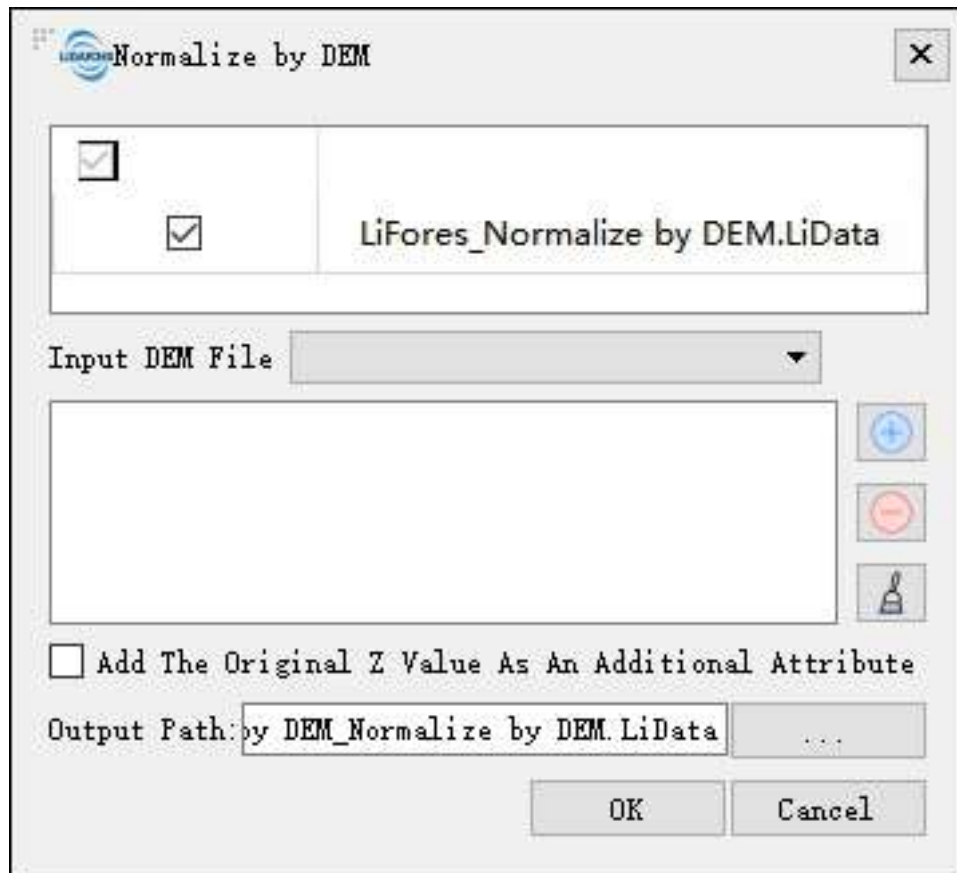 Normalize by DEM
LiFores_Normalize by DEM.LiData
Input DEM File
Add The Original Z Value As An Additional Attribute
Output Path: by DEM_Normalize by DEM.LiData ...
OK Cancel